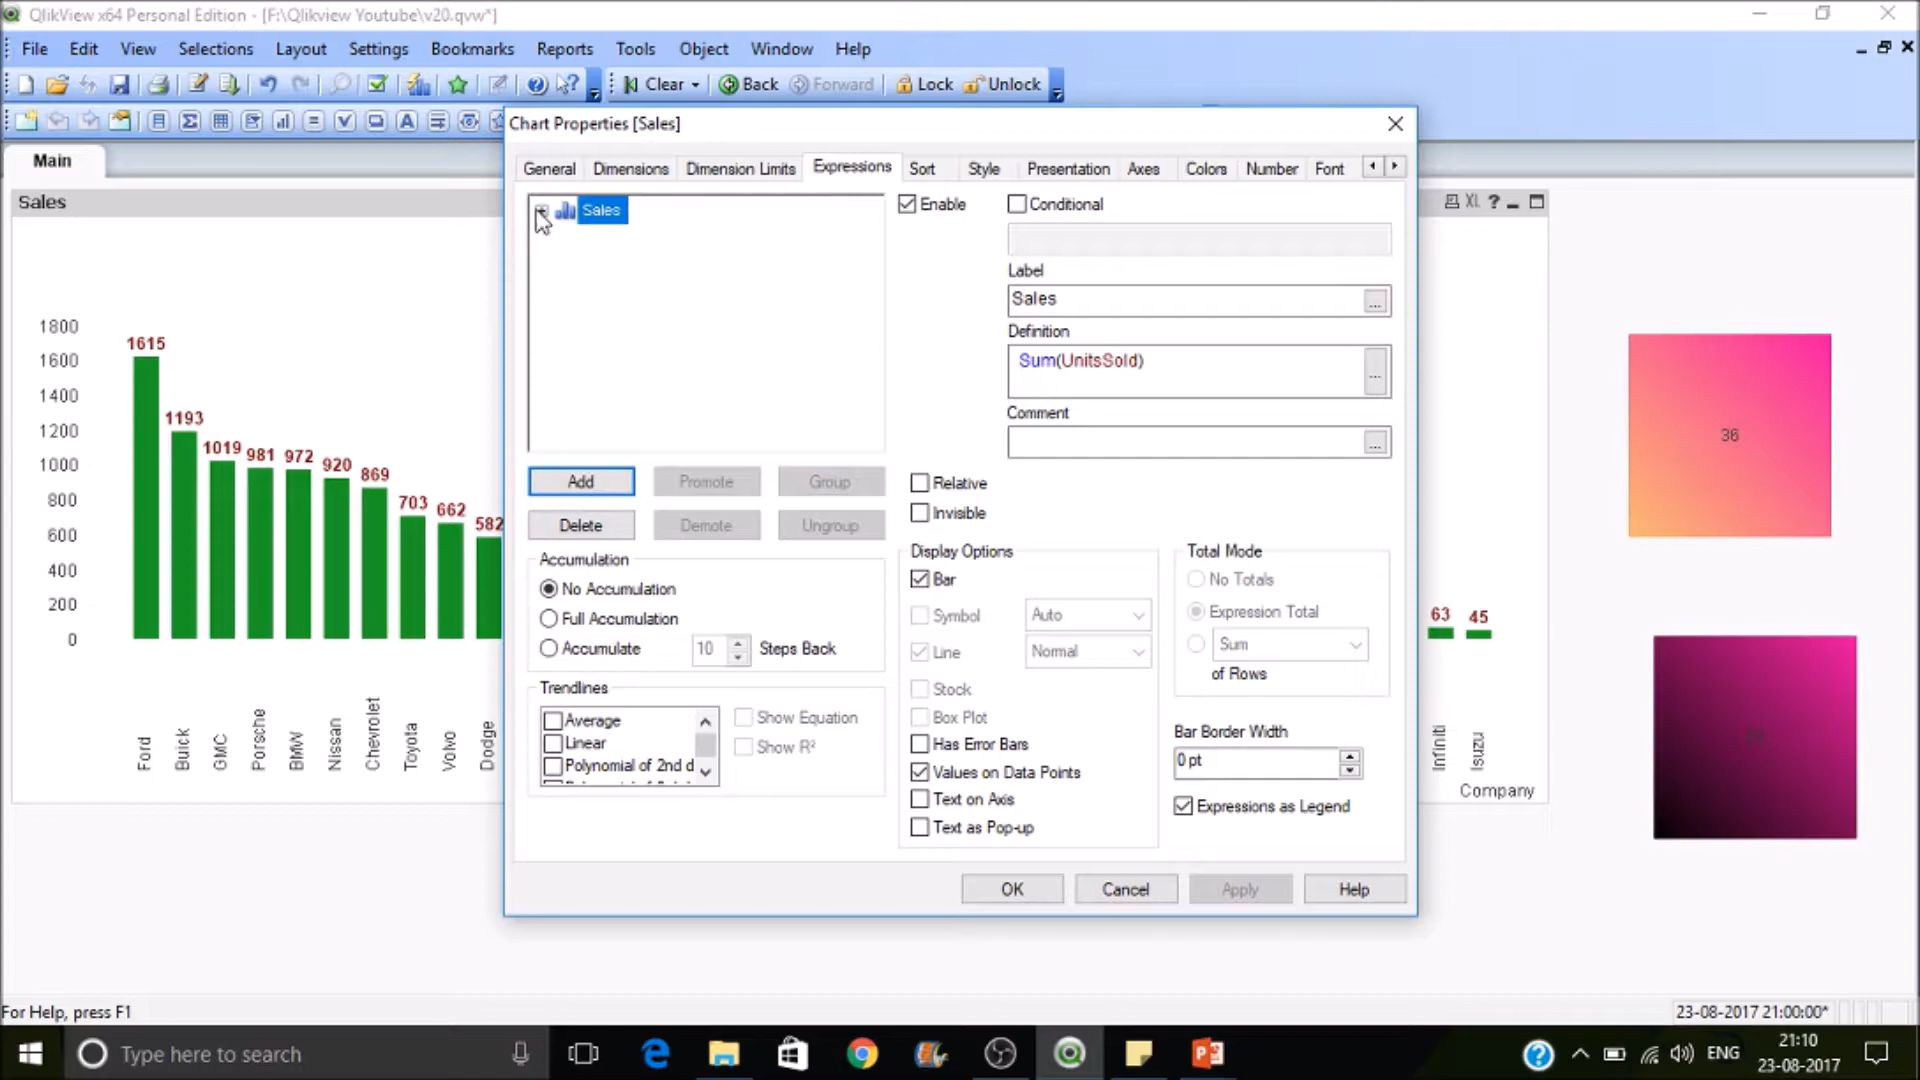 QlikView x64 Personal Edition - [F:\Qlikview Youtube\v20.qvw*]
File Edit View Selections Layout Settings Bookmarks Reports Tools Object Window Help
Clear Back Forward Lock Unlock
Main
Sales
XL ?
1800
1600
1400
1200
1000
800
600
400
200
0
1615
1193
1019
981
972
920
869
703
662
582
63
45
Ford
Buick
GMC
Porsche
BMW
Nissan
Chevrolet
Toyota
Volvo
Dodge
Infiniti
Isuzu
Company
36
Chart Properties [Sales]
General Dimensions Dimension Limits Expressions Sort Style Presentation Axes Colors Number Font
Sales
Enable
Conditional
Label
Sales
...
Definition
Sum(UnitsSold)
...
Comment
...
Add Promote Group
Delete Demote Ungroup
Relative
Invisible
Accumulation
No Accumulation
Full Accumulation
Accumulate 10 Steps Back
Trendlines
Average
Linear
Polynomial of 2nd d
Show Equation
Show R²
Display Options
Bar
Symbol Auto
Line Normal
Stock
Box Plot
Has Error Bars
Values on Data Points
Text on Axis
Text as Pop-up
Total Mode
No Totals
Expression Total
Sum
of Rows
Bar Border Width
0 pt
Expressions as Legend
OK Cancel Apply Help
For Help, press F1
23-08-2017 21:00:00*
Type here to search
ENG
21:10
23-08-2017